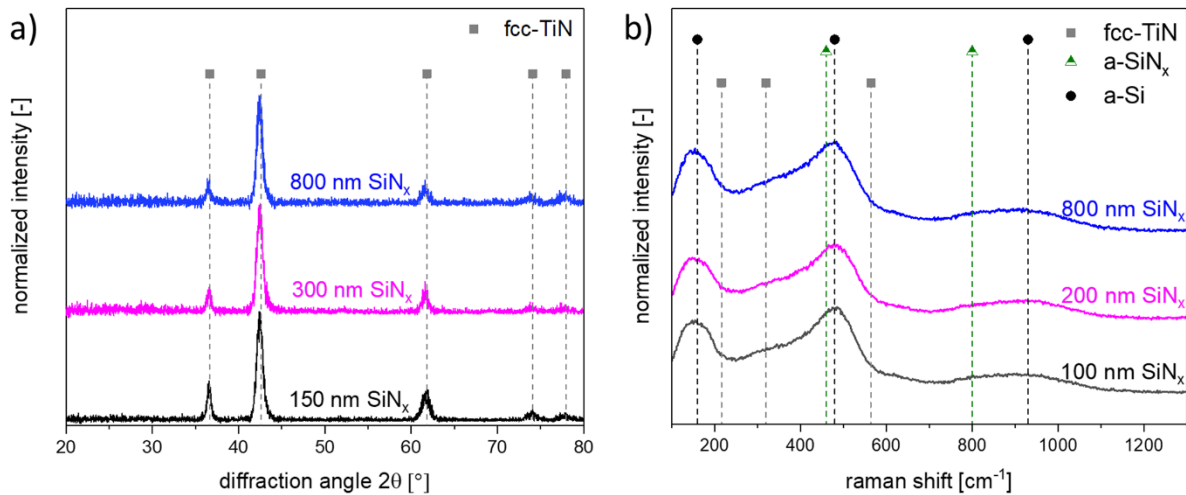 a)
fcc-TiN
800 nm SiNₓ
300 nm SiNₓ
150 nm SiNₓ
normalized intensity [-]
20 30 40 50 60 70 80
diffraction angle 2θ [°]
b)
fcc-TiN
a-SiNₓ
a-Si
800 nm SiNₓ
200 nm SiNₓ
100 nm SiNₓ
normalized intensity [-]
200 400 600 800 1000 1200
raman shift [cm⁻¹]